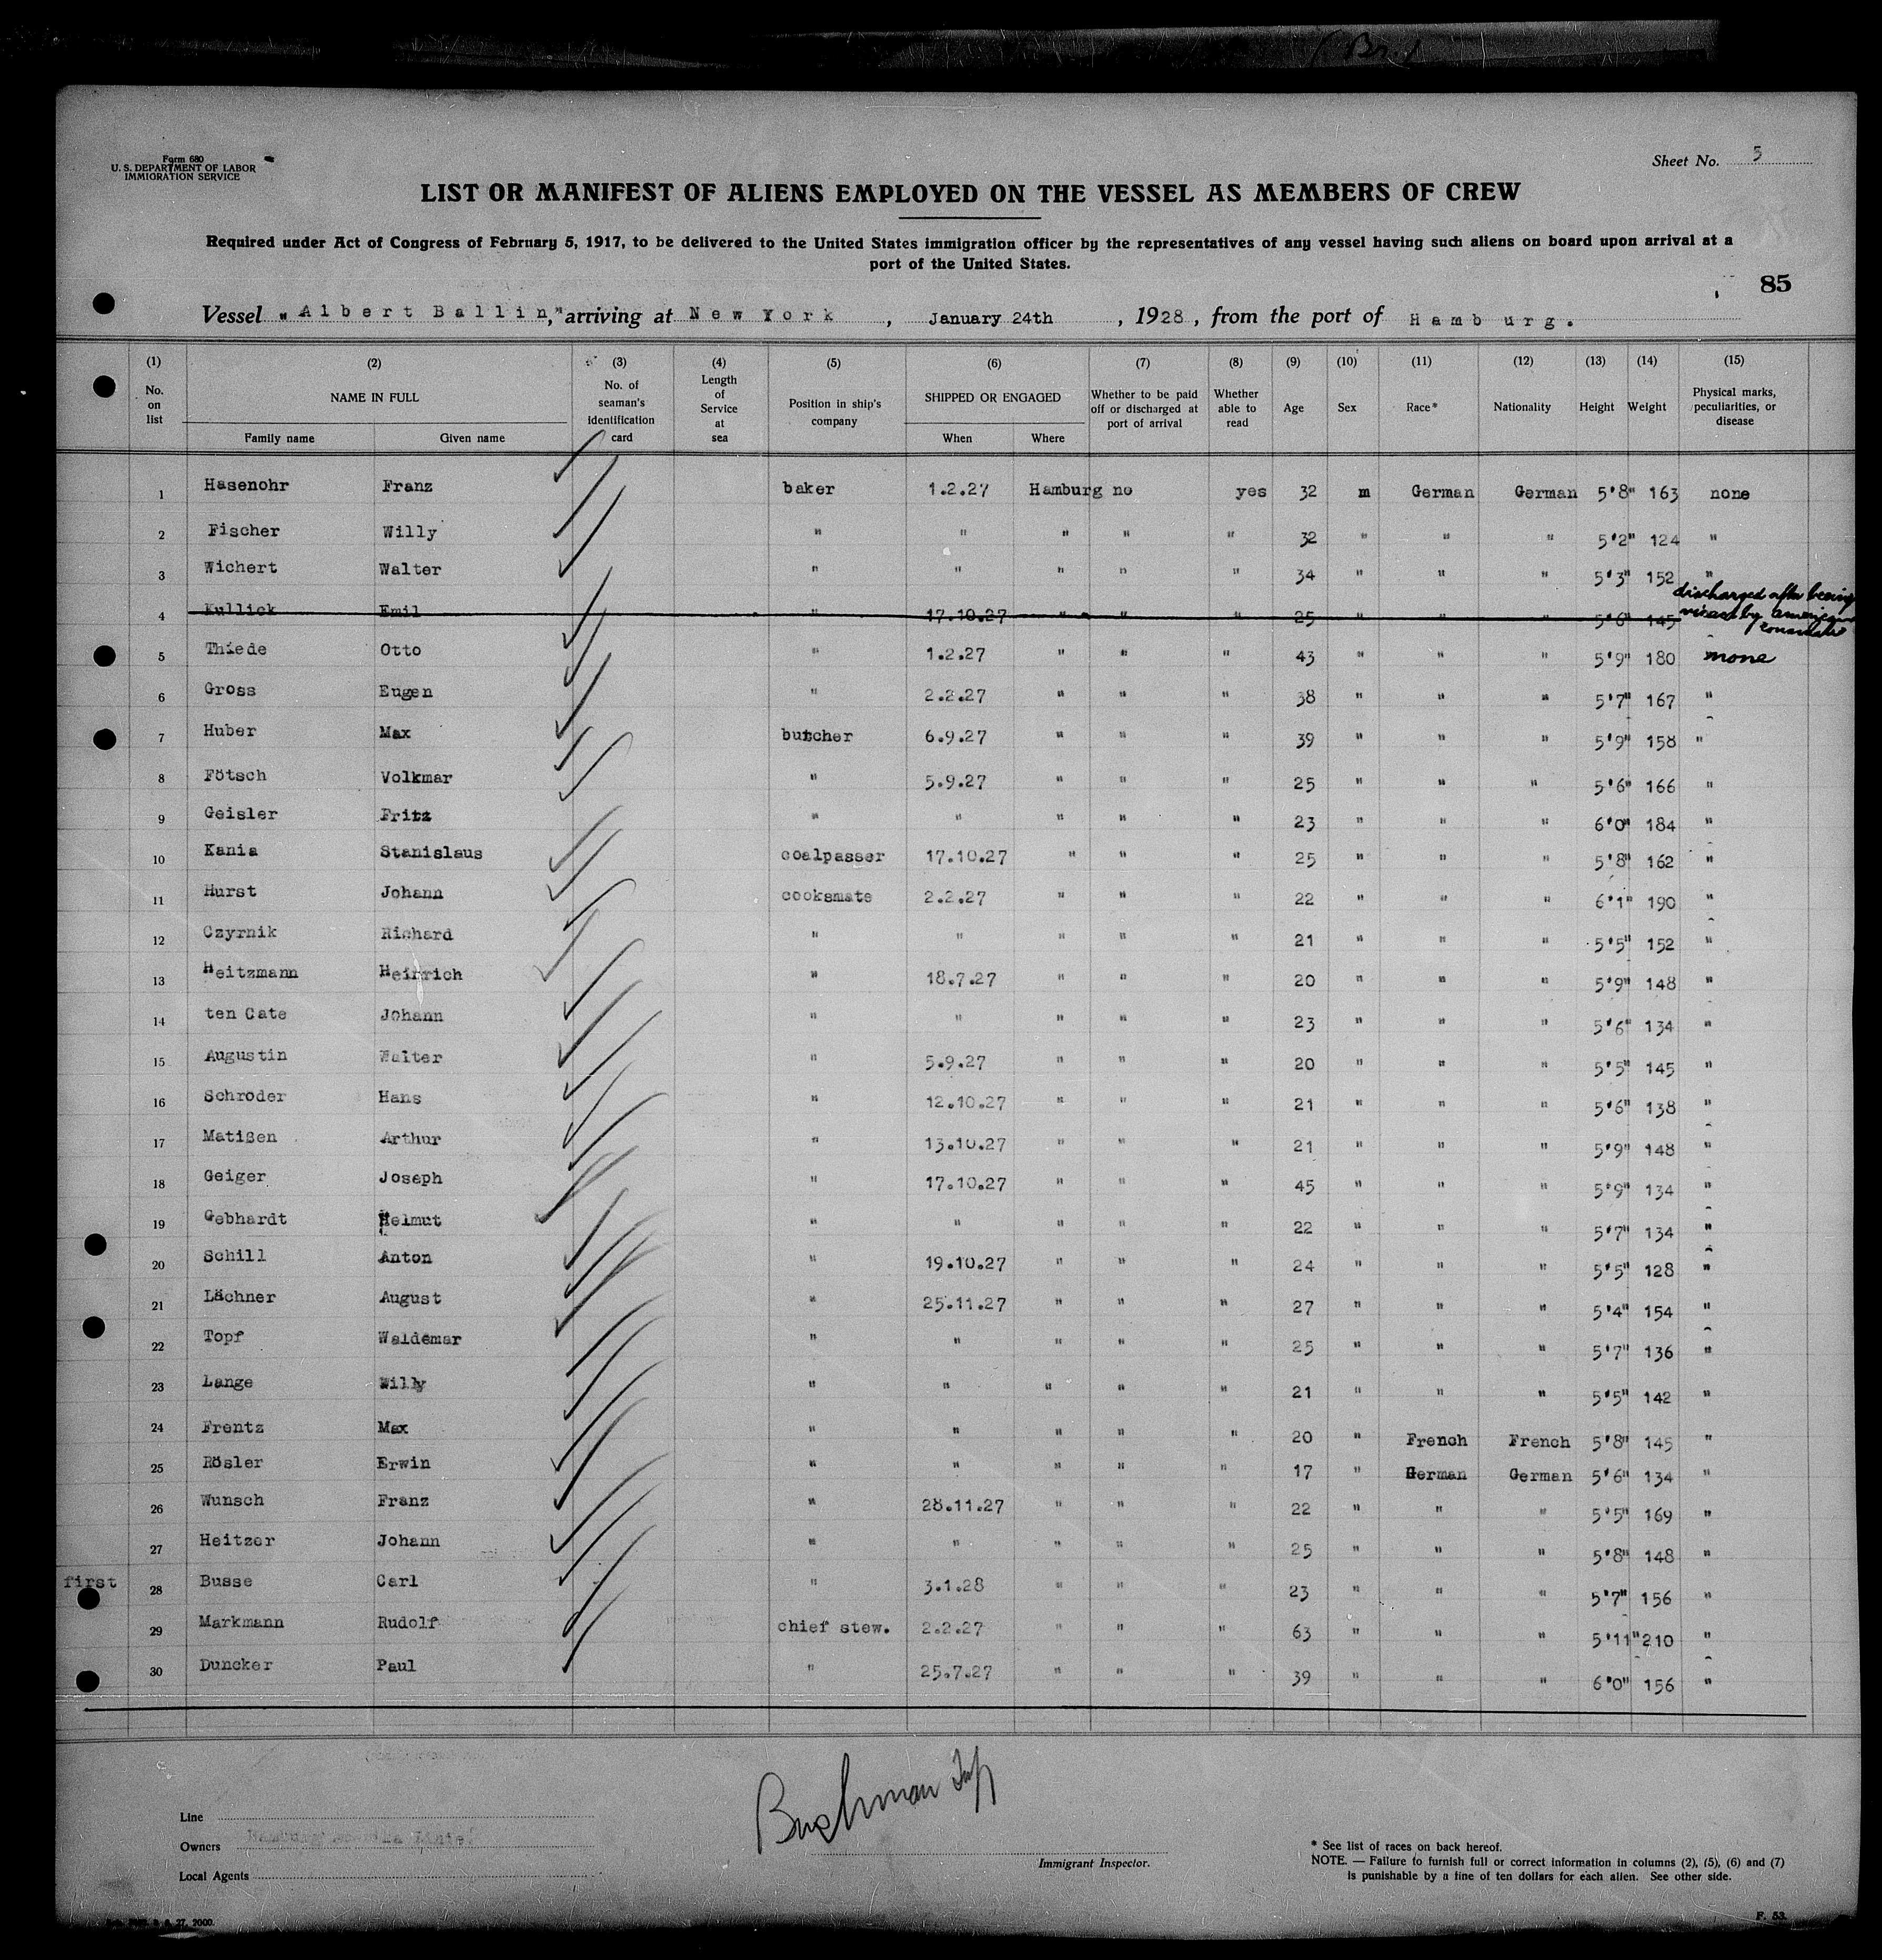 Form 680
U. S. DEPARTMENT OF LABOR
IMMIGRATION SERVICE
Sheet No. 5
LIST OR MANIFEST OF ALIENS EMPLOYED ON THE VESSEL AS MEMBERS OF CREW
Required under Act of Congress of February 5, 1917, to be delivered to the United States immigration officer by the representatives of any vessel having such aliens on board upon arrival at a
port of the United States.
85
Vessel "Albert Ballin," arriving at New York, January 24th, 1928, from the port of Hamburg.
(1) (2) (3) (4) (5) (6) (7) (8) (9) (10) (11) (12) (13) (14) (15)
No. on list NAME IN FULL Family name Given name No. of seaman's identification card Length of Service at sea Position in ship's company SHIPPED OR ENGAGED When Where Whether to be paid off or discharged at port of arrival Whether able to read Age Sex Race* Nationality Height Weight Physical marks, peculiarities, or disease
1 Hasenohr Franz baker 1.2.27 Hamburg no yes 32 m German German 5'8" 163 none
2 Fischer Willy " " " " " 32 " " " 5'2" 124 "
3 Wichert Walter " " " " " 34 " " " 5'3" 152 "
4 Kullick Emil " 17.10.27 " " " 25 " " " 5'6" 145 discharged after being visaed by american consulate
5 Thiede Otto " 1.2.27 " " " 43 " " " 5'9" 180 none
6 Gross Eugen " 2.2.27 " " " 38 " " " 5'7" 167 "
7 Huber Max butcher 6.9.27 " " " 39 " " " 5'9" 158 "
8 Fötsch Volkmar " 5.9.27 " " " 25 " " " 5'6" 166 "
9 Geisler Fritz " " " " " 23 " " " 6'0" 184 "
10 Kania Stanislaus coalpasser 17.10.27 " " " 25 " " " 5'8" 162 "
11 Hurst Johann cooksmate 2.2.27 " " " 22 " " " 6'1" 190 "
12 Czyrnik Richard " " " " " 21 " " " 5'5" 152 "
13 Heitzmann Heinrich " 18.7.27 " " " 20 " " " 5'9" 148 "
14 ten Cate Johann " " " " " 23 " " " 5'6" 134 "
15 Augustin Walter " 5.9.27 " " " 20 " " " 5'5" 145 "
16 Schröder Hans " 12.10.27 " " " 21 " " " 5'6" 138 "
17 Matißen Arthur " 13.10.27 " " " 21 " " " 5'9" 148 "
18 Geiger Joseph " 17.10.27 " " " 45 " " " 5'9" 134 "
19 Gebhardt Helmut " " " " " 22 " " " 5'7" 134 "
20 Schill Anton " 19.10.27 " " " 24 " " " 5'5" 128 "
21 Lächner August " 25.11.27 " " " 27 " " " 5'4" 154 "
22 Topf Waldemar " " " " " 25 " " " 5'7" 136 "
23 Lange Willy " " " " " 21 " " " 5'5" 142 "
24 Frentz Max " " " " " 20 " French French 5'8" 145 "
25 Rösler Erwin " " " " " 17 " German German 5'6" 134 "
26 Wunsch Franz " 28.11.27 " " " 22 " " " 5'5" 169 "
27 Heitzer Johann " " " " " 25 " " " 5'8" 148 "
first 28 Busse Carl " 3.1.28 " " " 23 " " " 5'7" 156 "
29 Markmann Rudolf chief stew. 2.2.27 " " " 63 " " " 5'11" 210 "
30 Duncker Paul " 25.7.27 " " " 39 " " " 6'0" 156 "
Bushman Insp
Line
Owners Hamburg
Local Agents
Immigrant Inspector.
* See list of races on back hereof.
NOTE. — Failure to furnish full or correct information in columns (2), (5), (6) and (7)
is punishable by a fine of ten dollars for each alien. See other side.
27, 2000.
F. 53.